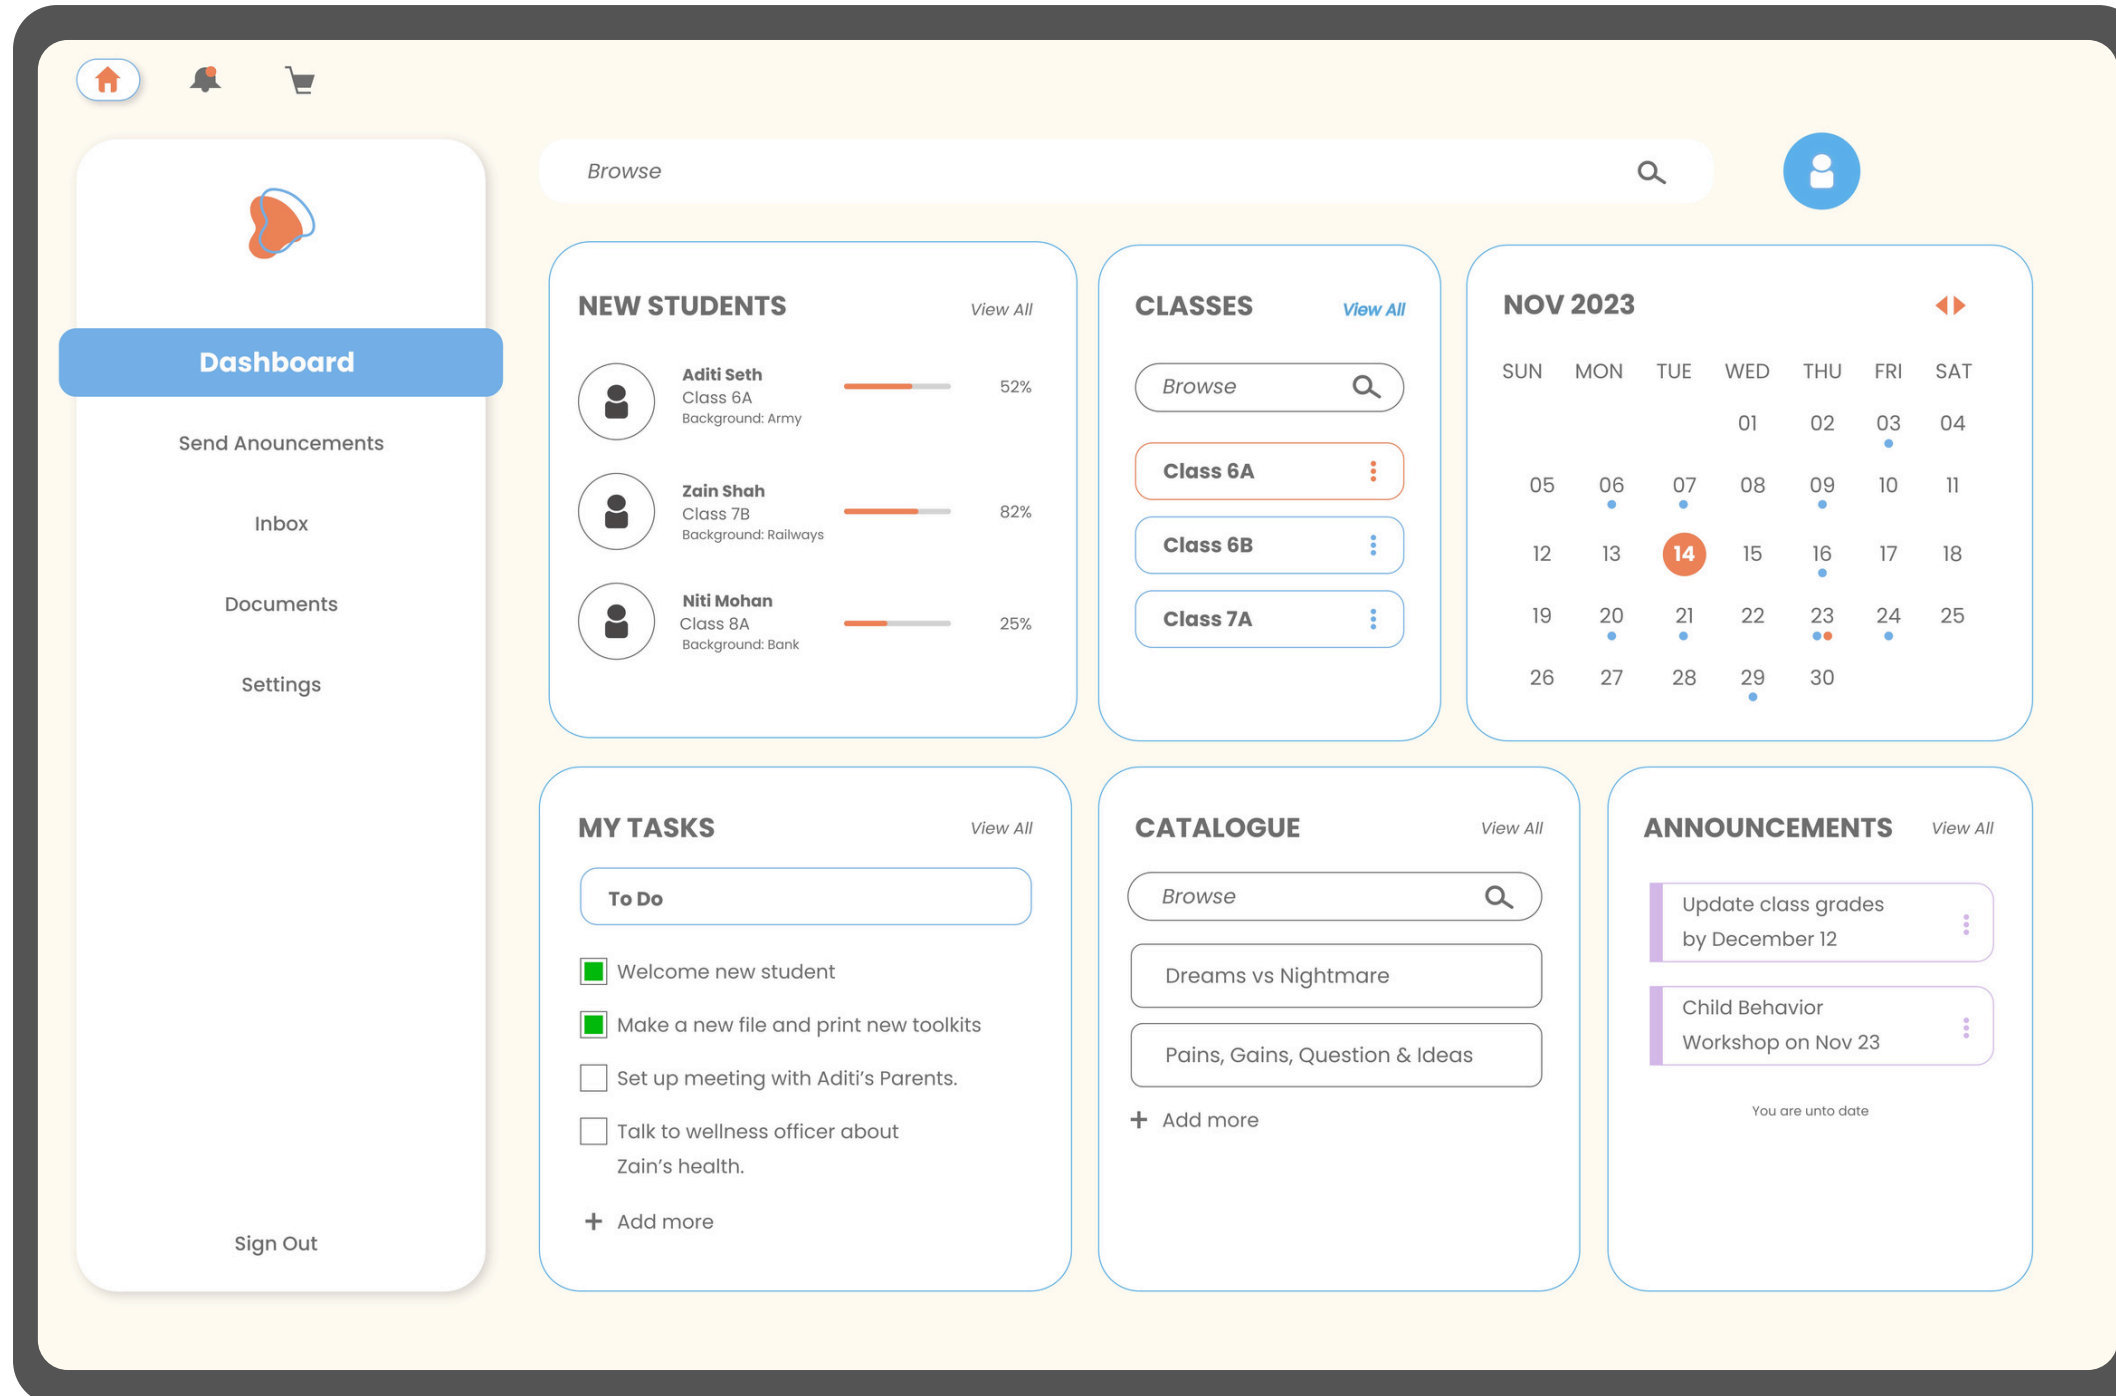 Browse
Dashboard
Send Anouncements
Inbox
Documents
Settings
Sign Out
NEW STUDENTS View All
Aditi Seth
Class 6A
Background: Army
52%
Zain Shah
Class 7B
Background: Railways
82%
Niti Mohan
Class 8A
Background: Bank
25%
CLASSES View All
Browse
Class 6A
Class 6B
Class 7A
NOV 2023
SUN MON TUE WED THU FRI SAT
01 02 03 04
05 06 07 08 09 10 11
12 13 14 15 16 17 18
19 20 21 22 23 24 25
26 27 28 29 30
MY TASKS View All
To Do
Welcome new student
Make a new file and print new toolkits
Set up meeting with Aditi's Parents.
Talk to wellness officer about
Zain's health.
+ Add more
CATALOGUE View All
Browse
Dreams vs Nightmare
Pains, Gains, Question & Ideas
+ Add more
ANNOUNCEMENTS View All
Update class grades
by December 12
Child Behavior
Workshop on Nov 23
You are unto date